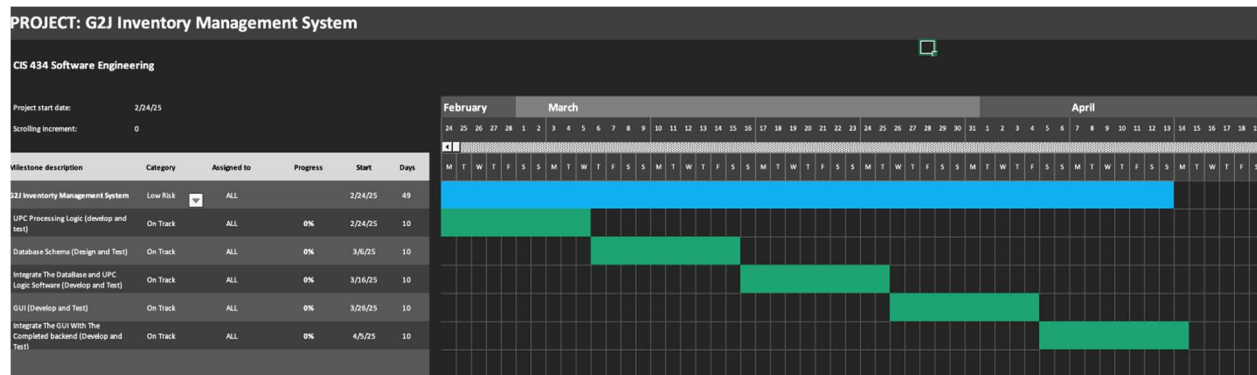 PROJECT: G2J Inventory Management System
CIS 434 Software Engineering
Project start date: 2/24/25
Scrolling Increment: 0
February March April
24 25 26 27 28 1 2 3 4 5 6 7 8 9 10 11 12 13 14 15 16 17 18 19 20 21 22 23 24 25 26 27 28 29 30 31 1 2 3 4 5 6 7 8 9 10 11 12 13 14 15 16 17 18
Milestone description Category Assigned to Progress Start Days M T W T F S S M T W T F S S M T W T F S S M T W T F S S M T W T F S S M T W T F S S M T W T F S S M T W T F
G2J Inventorty Management System Low Risk ALL 2/24/25 49
UPC Processing Logic (develop and
test) On Track ALL 0% 2/24/25 10
Database Schema (Design and Test) On Track ALL 0% 3/6/25 10
Integrate The DataBase and UPC
Logic Software (Develop and Test) On Track ALL 0% 3/16/25 10
GUI (Develop and Test) On Track ALL 0% 3/26/25 10
Integrate The GUI With The
Completed backend (Develop and
Test) On Track ALL 0% 4/5/25 10